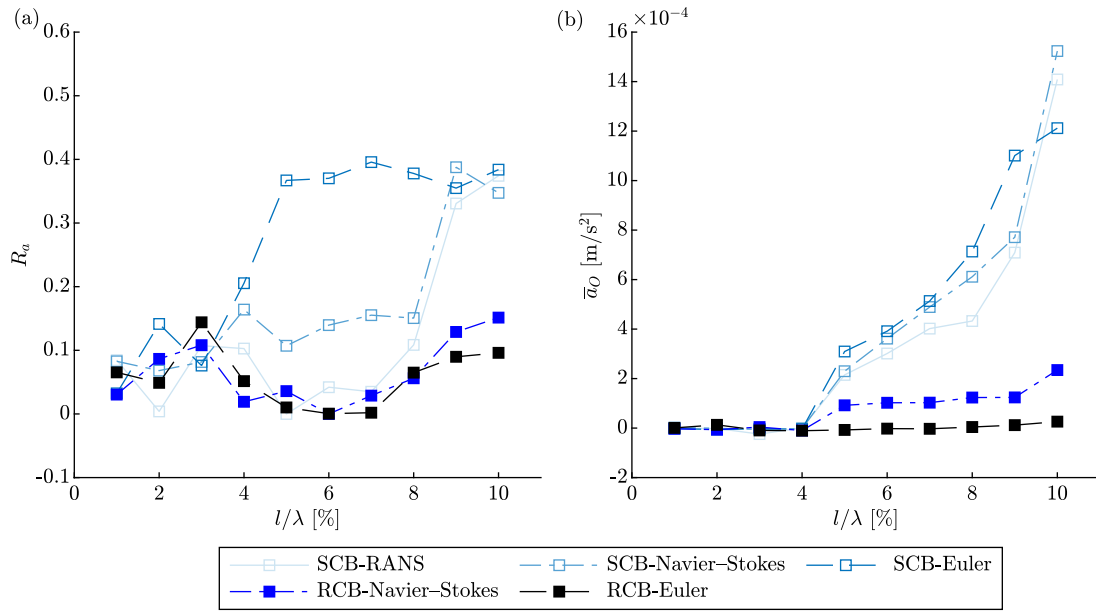 (a)
0.6
0.5
0.4
0.3
0.2
0.1
0
-0.1
R_a
0 2 4 6 8 10
l/λ [%]
(b)
×10⁻⁴
16
14
12
10
8
6
4
2
0
-2
a̅_O [m/s²]
0 2 4 6 8 10
l/λ [%]
SCB-RANS SCB-Navier–Stokes SCB-Euler
RCB-Navier–Stokes RCB-Euler